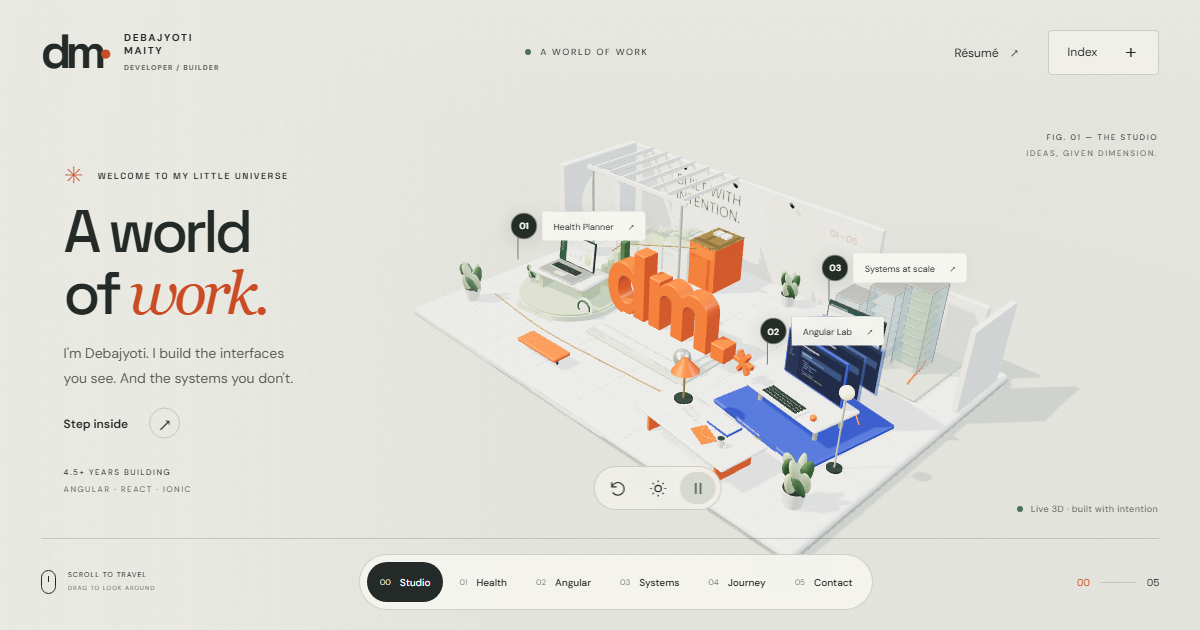 dm.
DEBAJYOTI
MAITY
DEVELOPER / BUILDER
A WORLD OF WORK
Résumé ↗
Index +
FIG. 01 — THE STUDIO
IDEAS, GIVEN DIMENSION.
WELCOME TO MY LITTLE UNIVERSE
A world
of work.
I'm Debajyoti. I build the interfaces
you see. And the systems you don't.
Step inside ↗
4.5+ YEARS BUILDING
ANGULAR · REACT · IONIC
BUILT WITH
INTENTION.
01—05
01 Health Planner ↗
03 Systems at scale ↗
02 Angular Lab ↗
dm.
Live 3D · built with intention
SCROLL TO TRAVEL
DRAG TO LOOK AROUND
00 Studio
01 Health
02 Angular
03 Systems
04 Journey
05 Contact
00 — 05